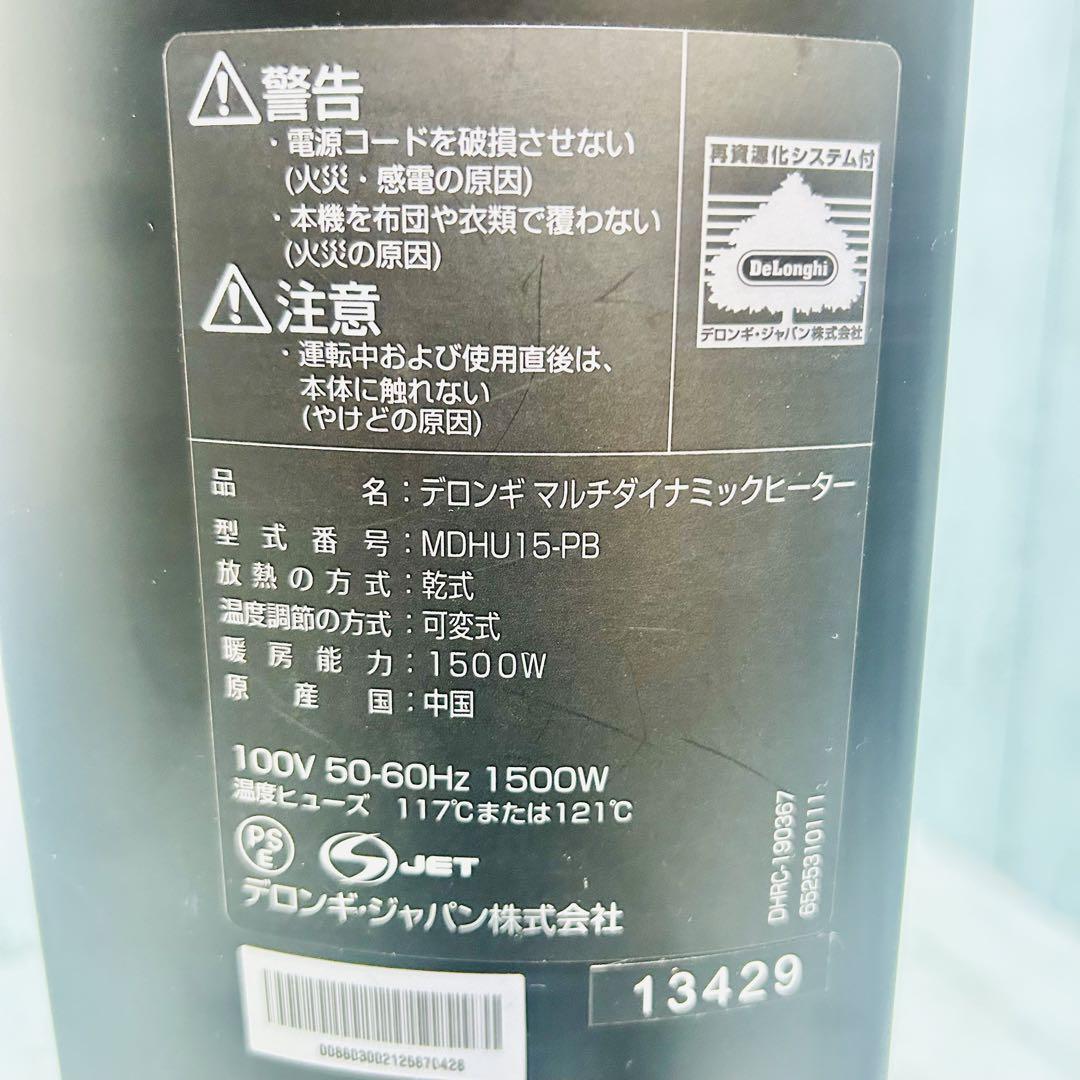 警告
・電源コードを破損させない
(火災・感電の原因)
・本機を布団や衣類で覆わない
(火災の原因)
注意
・運転中および使用直後は、
本体に触れない
(やけどの原因)
再資源化システム付
DeLonghi
デロンギ・ジャパン株式会社
品名：デロンギ マルチダイナミックヒーター
型式番号：MDHU15-PB
放熱の方式：乾式
温度調節の方式：可変式
暖房能力：1500W
原産国：中国
100V 50-60Hz 1500W
温度ヒューズ 117℃または121℃
PSE
JET
デロンギ・ジャパン株式会社
DHRC-190367
6525310111
13429
00860300212567042​8